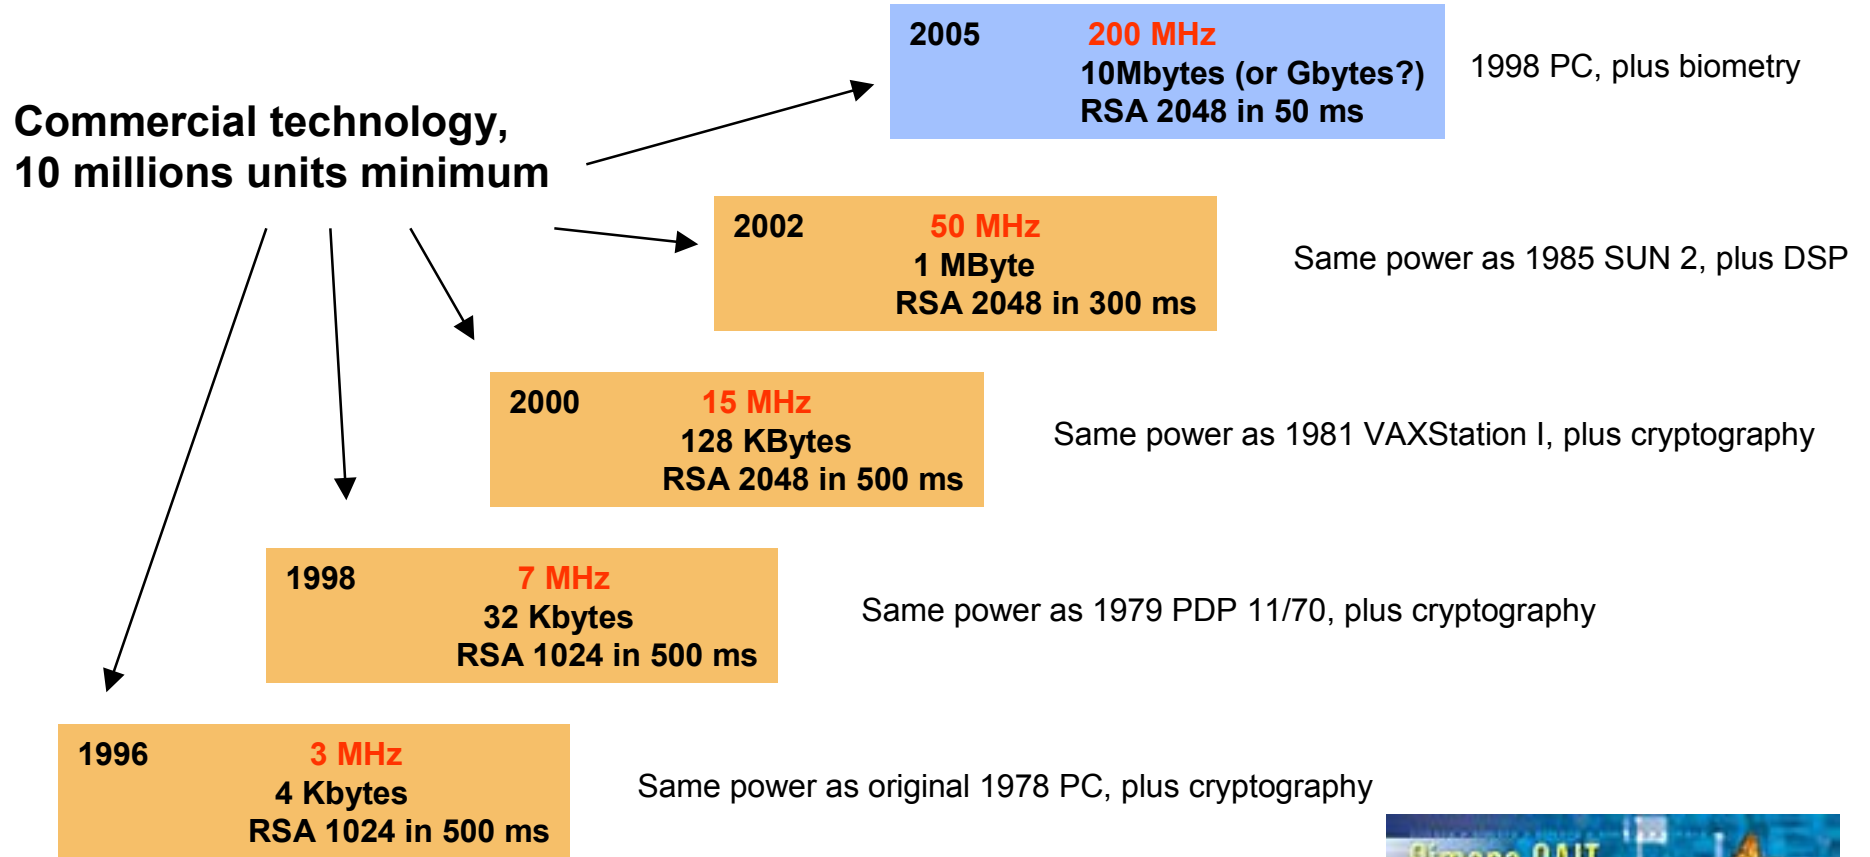 2005 200 MHz
10Mbytes (or Gbytes?)
RSA 2048 in 50 ms
1998 PC, plus biometry
Commercial technology,
10 millions units minimum
2002 50 MHz
1 MByte
RSA 2048 in 300 ms
Same power as 1985 SUN 2, plus DSP
2000 15 MHz
128 KBytes
RSA 2048 in 500 ms
Same power as 1981 VAXStation I, plus cryptography
1998 7 MHz
32 Kbytes
RSA 1024 in 500 ms
Same power as 1979 PDP 11/70, plus cryptography
1996 3 MHz
4 Kbytes
RSA 1024 in 500 ms
Same power as original 1978 PC, plus cryptography